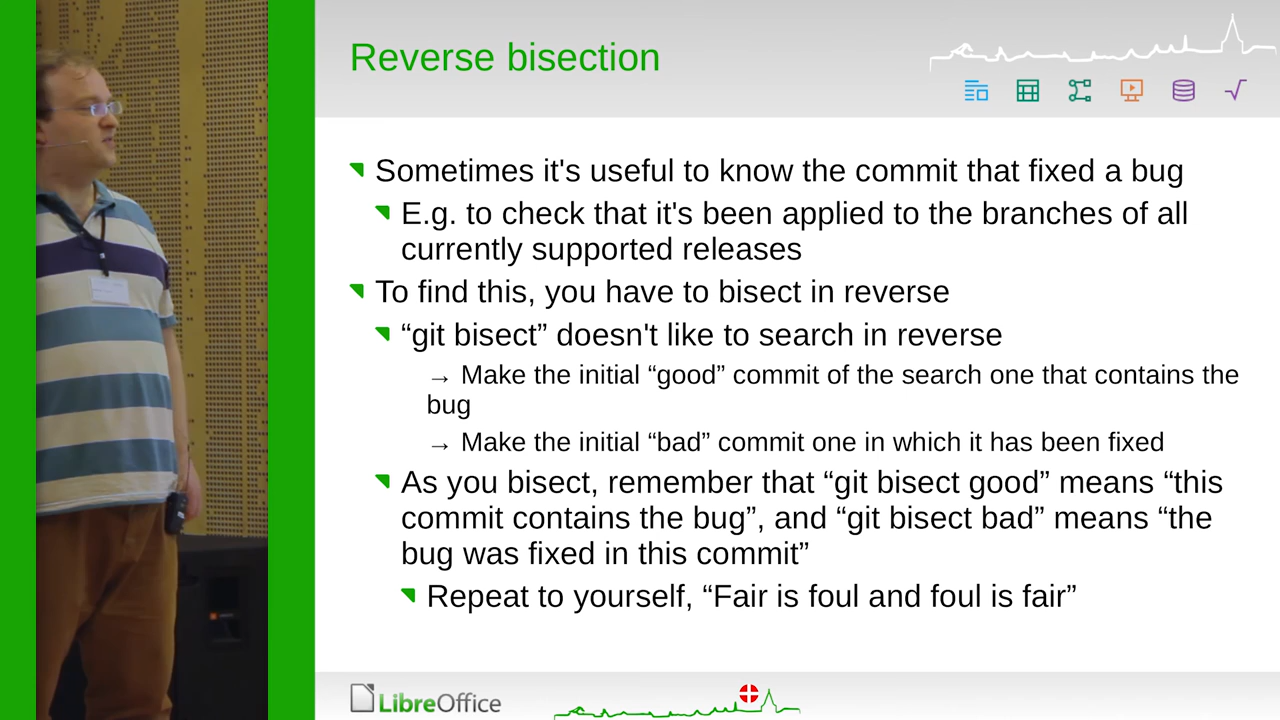 Reverse bisection
Sometimes it's useful to know the commit that fixed a bug
E.g. to check that it's been applied to the branches of all
currently supported releases
To find this, you have to bisect in reverse
“git bisect” doesn't like to search in reverse
→ Make the initial “good” commit of the search one that contains the
bug
→ Make the initial “bad” commit one in which it has been fixed
As you bisect, remember that “git bisect good” means “this
commit contains the bug”, and “git bisect bad” means “the
bug was fixed in this commit”
Repeat to yourself, “Fair is foul and foul is fair”
LibreOffice